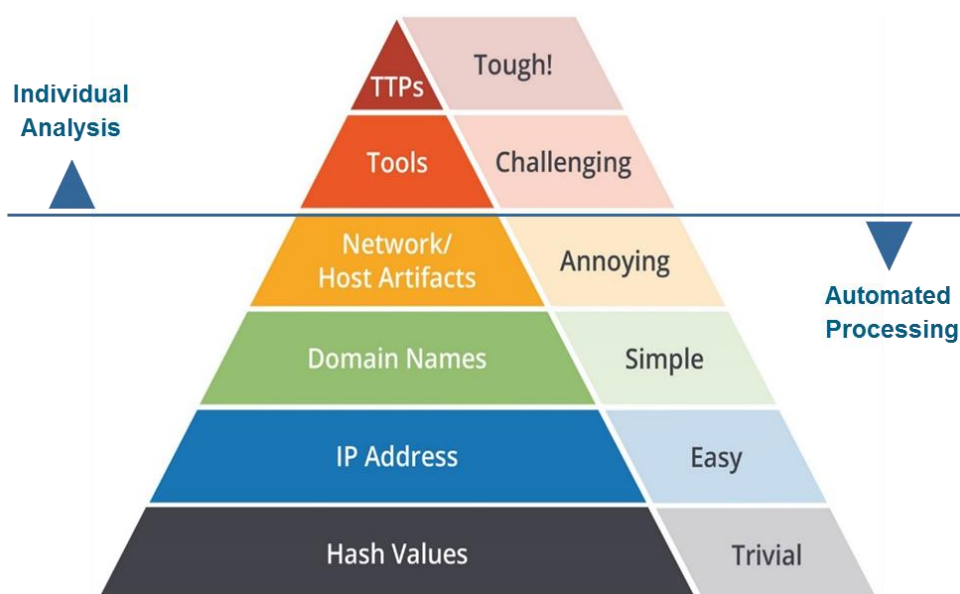 Individual
Analysis
TTPs
Tough!
Tools
Challenging
Network/
Host Artifacts
Annoying
Automated
Processing
Domain Names
Simple
IP Address
Easy
Hash Values
Trivial